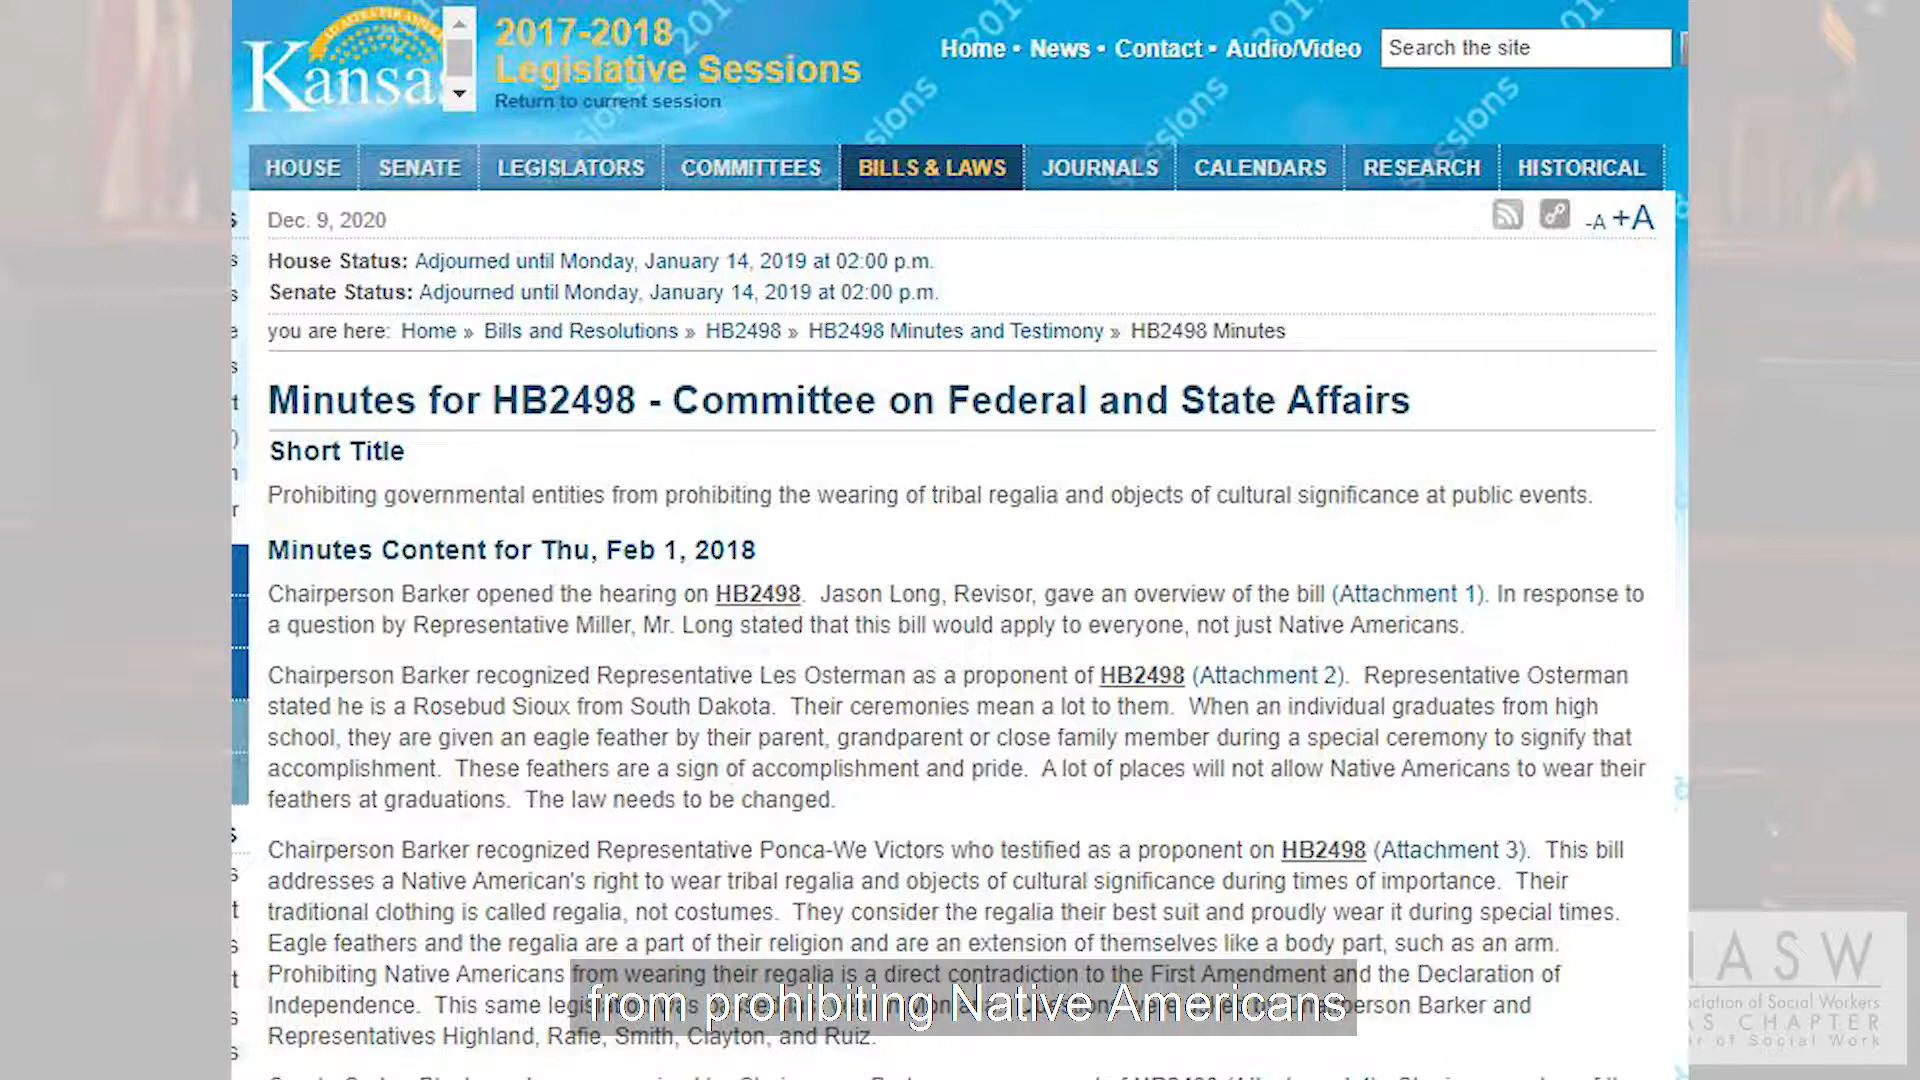 Kansa
2017-2018
Legislative Sessions
Return to current session
Home • News • Contact • Audio/Video
Search the site
HOUSE SENATE LEGISLATORS COMMITTEES BILLS & LAWS JOURNALS CALENDARS RESEARCH HISTORICAL
Dec. 9, 2020
-A +A
House Status: Adjourned until Monday, January 14, 2019 at 02:00 p.m.
Senate Status: Adjourned until Monday, January 14, 2019 at 02:00 p.m.
you are here: Home » Bills and Resolutions » HB2498 » HB2498 Minutes and Testimony » HB2498 Minutes
Minutes for HB2498 - Committee on Federal and State Affairs
Short Title
Prohibiting governmental entities from prohibiting the wearing of tribal regalia and objects of cultural significance at public events.
Minutes Content for Thu, Feb 1, 2018
Chairperson Barker opened the hearing on HB2498. Jason Long, Revisor, gave an overview of the bill (Attachment 1). In response to
a question by Representative Miller, Mr. Long stated that this bill would apply to everyone, not just Native Americans.
Chairperson Barker recognized Representative Les Osterman as a proponent of HB2498 (Attachment 2). Representative Osterman
stated he is a Rosebud Sioux from South Dakota. Their ceremonies mean a lot to them. When an individual graduates from high
school, they are given an eagle feather by their parent, grandparent or close family member during a special ceremony to signify that
accomplishment. These feathers are a sign of accomplishment and pride. A lot of places will not allow Native Americans to wear their
feathers at graduations. The law needs to be changed.
Chairperson Barker recognized Representative Ponca-We Victors who testified as a proponent on HB2498 (Attachment 3). This bill
addresses a Native American's right to wear tribal regalia and objects of cultural significance during times of importance. Their
traditional clothing is called regalia, not costumes. They consider the regalia their best suit and proudly wear it during special times.
Eagle feathers and the regalia are a part of their religion and are an extension of themselves like a body part, such as an arm.
Prohibiting Native Americans from wearing their regalia is a direct contradiction to the First Amendment and the Declaration of
Independence. This same Barker and
from prohibiting Native Americans
Representatives Highland, Rafie, Smith, Clayton, and Ruiz.
NASW
ociation of Social Workers
AS CHAPTER
of Social Work